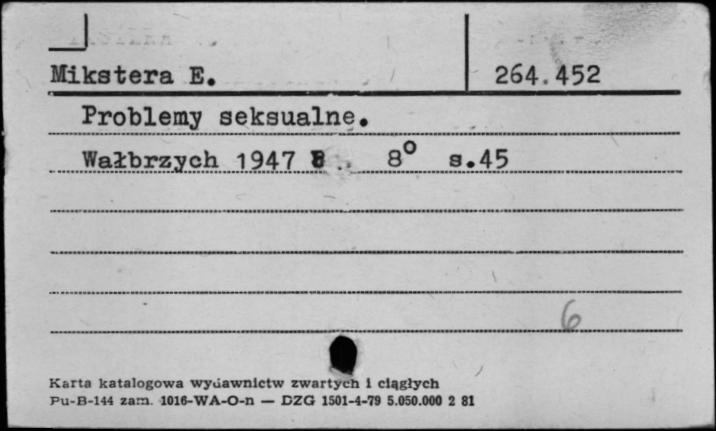 Mikstera E. 264.452
Problemy seksualne.
Wałbrzych 1947 8° s.45
6
Karta katalogowa wydawnictw zwartych i ciągłych
Pu-B-144 zam. 1016-WA-O-n — DZG 1501-4-79 5.050.000 2 81